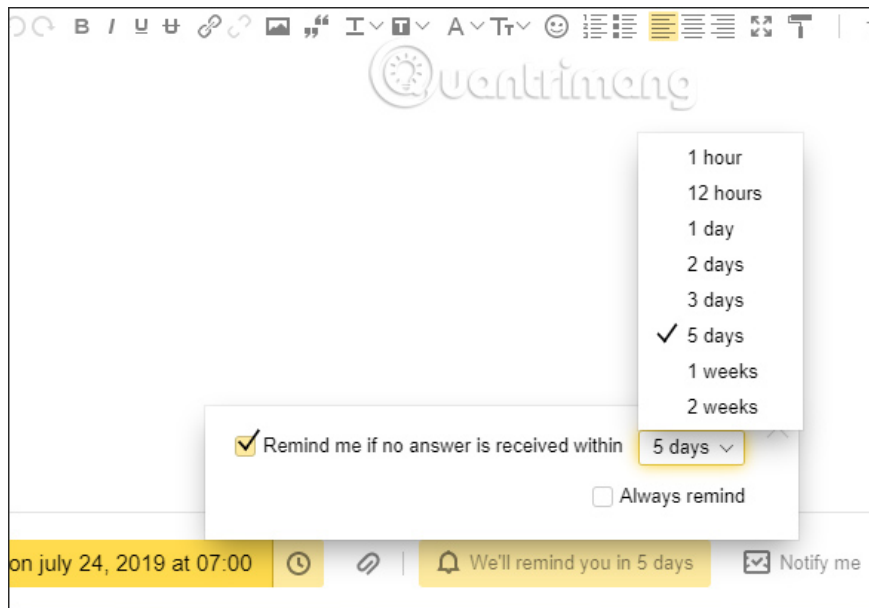 Quantrimang
1 hour
12 hours
1 day
2 days
3 days
5 days
1 weeks
2 weeks
Remind me if no answer is received within 5 days
Always remind
on july 24, 2019 at 07:00 We'll remind you in 5 days Notify me